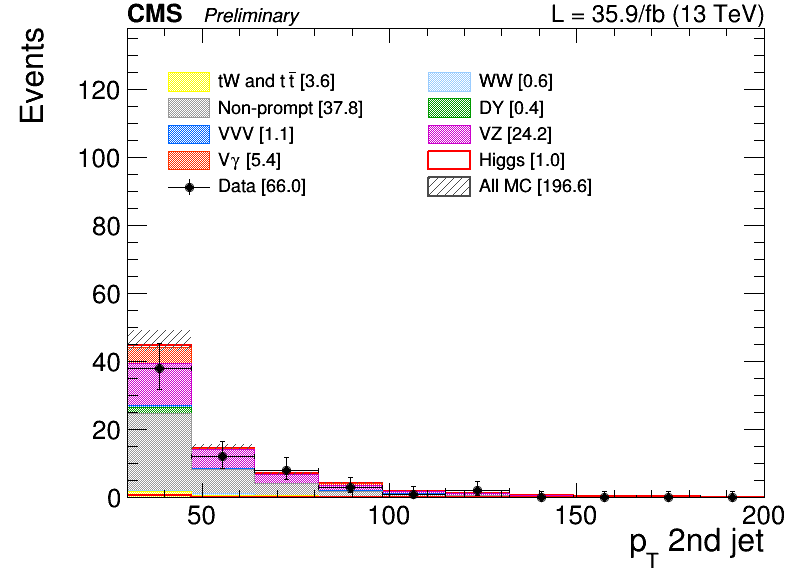 CMS Preliminary L = 35.9/fb (13 TeV)
Events
tW and tt̅ [3.6]
Non-prompt [37.8]
VVV [1.1]
Vγ [5.4]
Data [66.0]
WW [0.6]
DY [0.4]
VZ [24.2]
Higgs [1.0]
All MC [196.6]
120
100
80
60
40
20
0
50 100 150 200
p_T 2nd jet